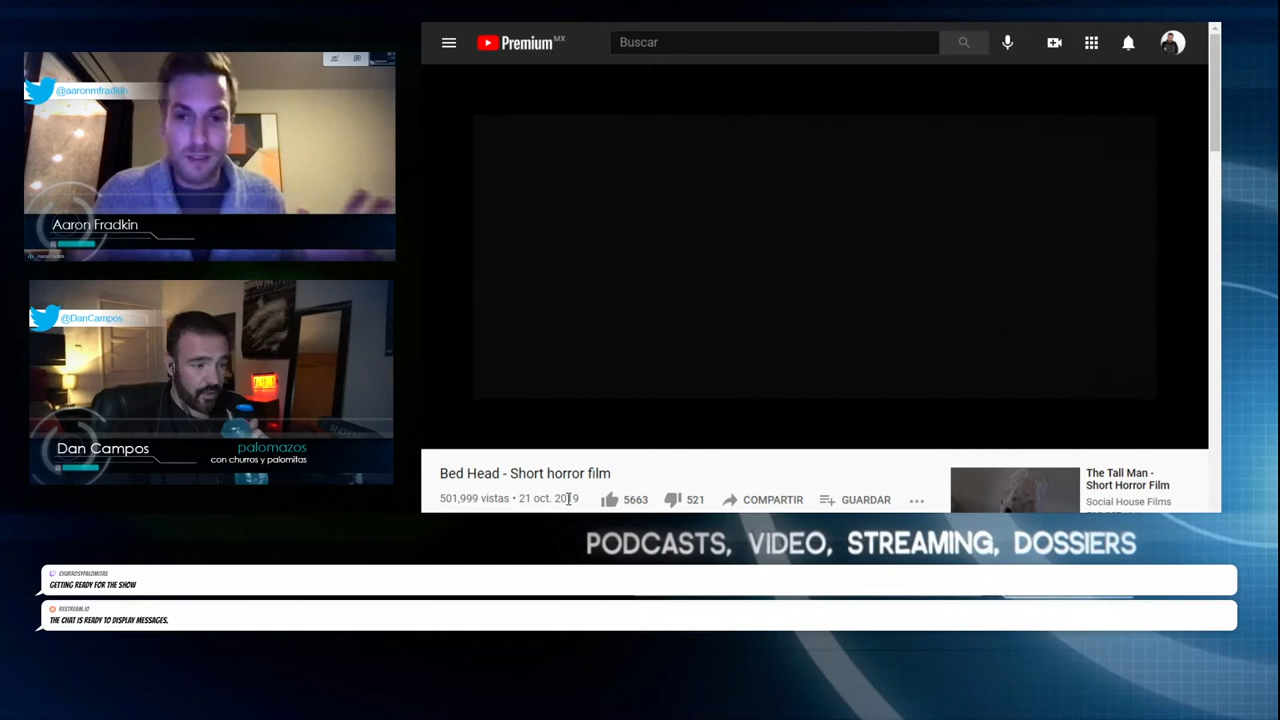 @aaronmfradkin
Aaron Fradkin
@DanCampos
Dan Campos
palomazos
con churros y palomitas
Premium MX
Buscar
Bed Head - Short horror film
501,999 vistas • 21 oct. 2019
5663
521
COMPARTIR
GUARDAR
The Tall Man -
Short Horror Film
Social House Films
PODCASTS, VIDEO, STREAMING, DOSSIERS
CHURROSYPALOMITAS
GETTING READY FOR THE SHOW
RESTREAM.IO
THE CHAT IS READY TO DISPLAY MESSAGES.